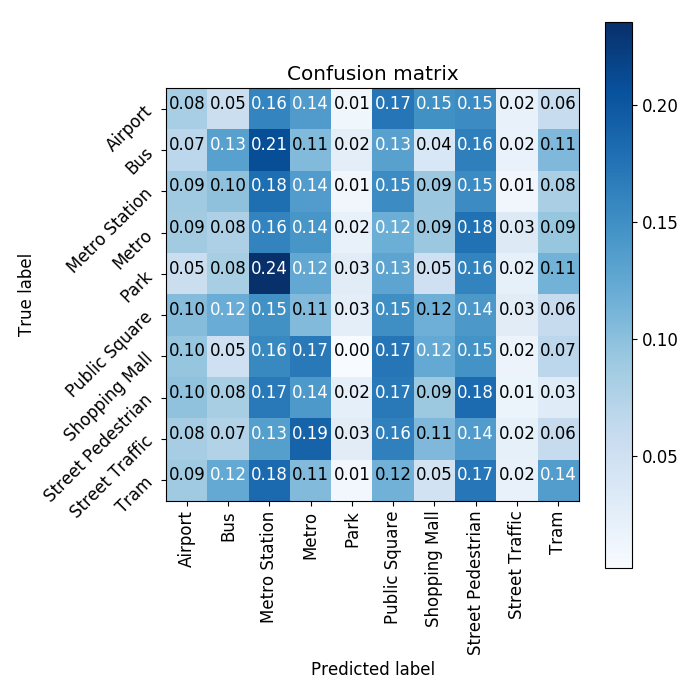 Confusion matrix
Airport 0.08 0.05 0.16 0.14 0.01 0.17 0.15 0.15 0.02 0.06
Bus 0.07 0.13 0.21 0.11 0.02 0.13 0.04 0.16 0.02 0.11
Metro Station 0.09 0.10 0.18 0.14 0.01 0.15 0.09 0.15 0.01 0.08
Metro 0.09 0.08 0.16 0.14 0.02 0.12 0.09 0.18 0.03 0.09
Park 0.05 0.08 0.24 0.12 0.03 0.13 0.05 0.16 0.02 0.11
Public Square 0.10 0.12 0.15 0.11 0.03 0.15 0.12 0.14 0.03 0.06
Shopping Mall 0.10 0.05 0.16 0.17 0.00 0.17 0.12 0.15 0.02 0.07
Street Pedestrian 0.10 0.08 0.17 0.14 0.02 0.17 0.09 0.18 0.01 0.03
Street Traffic 0.08 0.07 0.13 0.19 0.03 0.16 0.11 0.14 0.02 0.06
Tram 0.09 0.12 0.18 0.11 0.01 0.12 0.05 0.17 0.02 0.14
True label
Airport
Bus
Metro Station
Metro
Park
Public Square
Shopping Mall
Street Pedestrian
Street Traffic
Tram
Predicted label
0.20
0.15
0.10
0.05